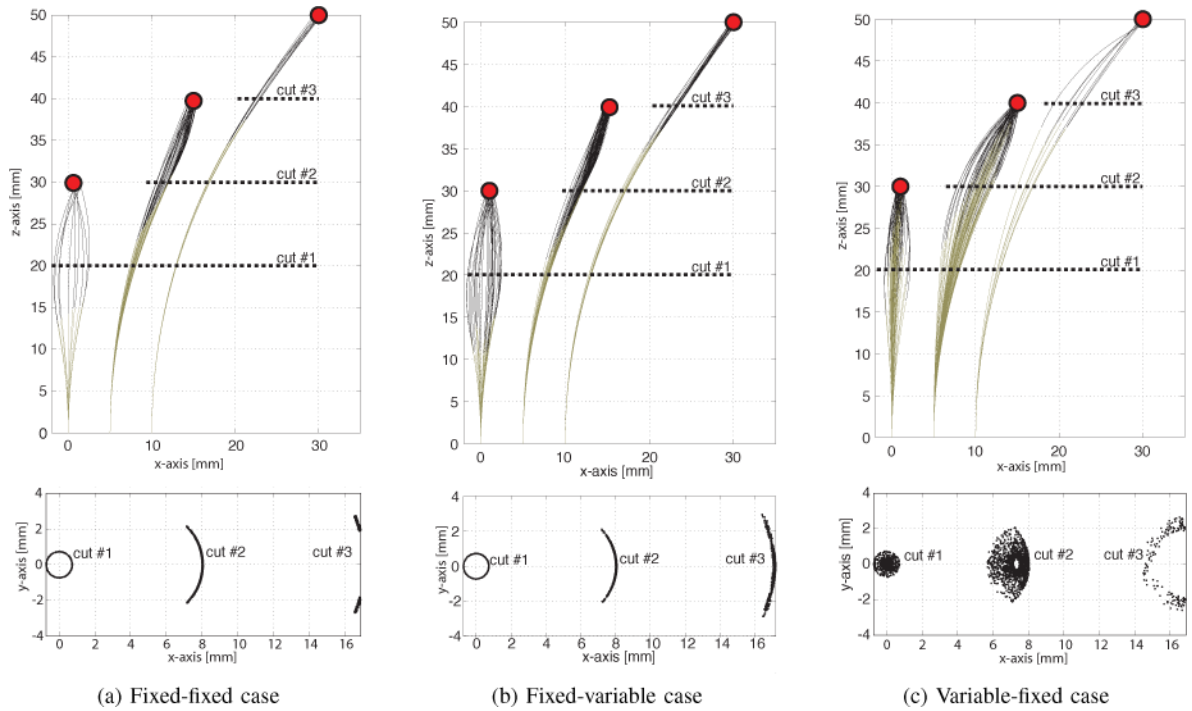 50
45
40
35
30
25
20
15
10
5
0
z-axis [mm]
cut #3
cut #2
cut #1
0 10 20 30
x-axis [mm]
50
45
40
35
30
25
20
15
10
5
0
z-axis [mm]
cut #3
cut #2
cut #1
0 10 20 30
x-axis [mm]
50
45
40
35
30
25
20
15
10
5
0
z-axis [mm]
cut #3
cut #2
cut #1
0 10 20 30
x-axis [mm]
4
2
0
-2
-4
y-axis [mm]
cut #1
cut #2
cut #3
0 2 4 6 8 10 12 14 16
x-axis [mm]
4
2
0
-2
-4
y-axis [mm]
cut #1
cut #2
cut #3
0 2 4 6 8 10 12 14 16
x-axis [mm]
4
2
0
-2
-4
y-axis [mm]
cut #1
cut #2
cut #3
0 2 4 6 8 10 12 14 16
x-axis [mm]
(a) Fixed-fixed case
(b) Fixed-variable case
(c) Variable-fixed case